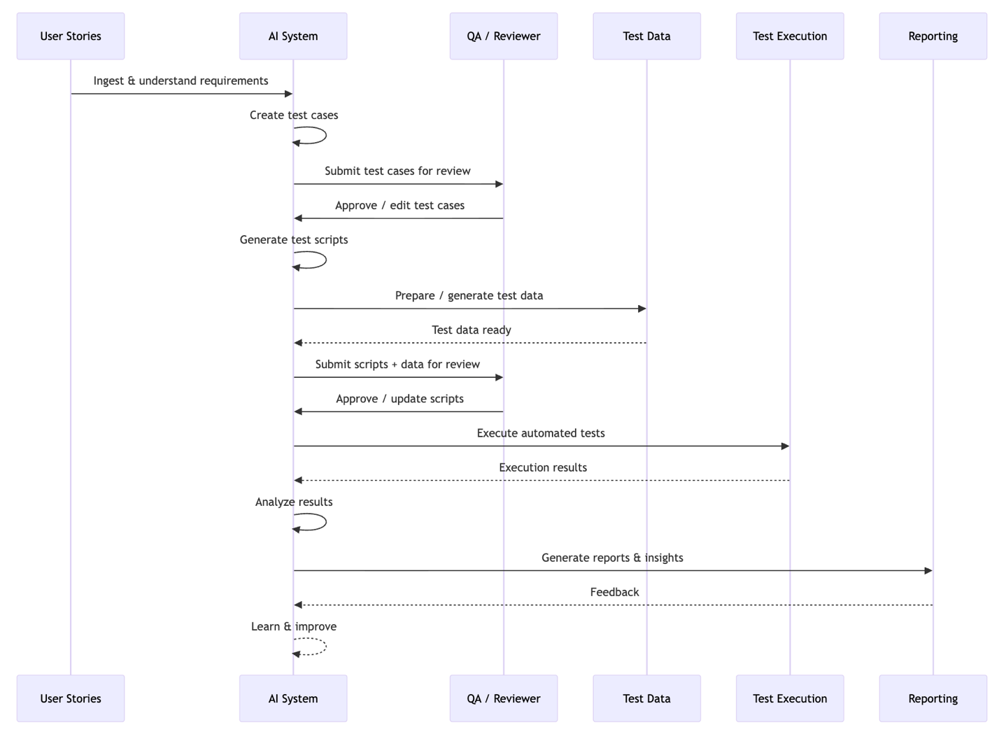 User Stories
AI System
QA / Reviewer
Test Data
Test Execution
Reporting
Ingest & understand requirements
Create test cases
Submit test cases for review
Approve / edit test cases
Generate test scripts
Prepare / generate test data
Test data ready
Submit scripts + data for review
Approve / update scripts
Execute automated tests
Execution results
Analyze results
Generate reports & insights
Feedback
Learn & improve
User Stories
AI System
QA / Reviewer
Test Data
Test Execution
Reporting